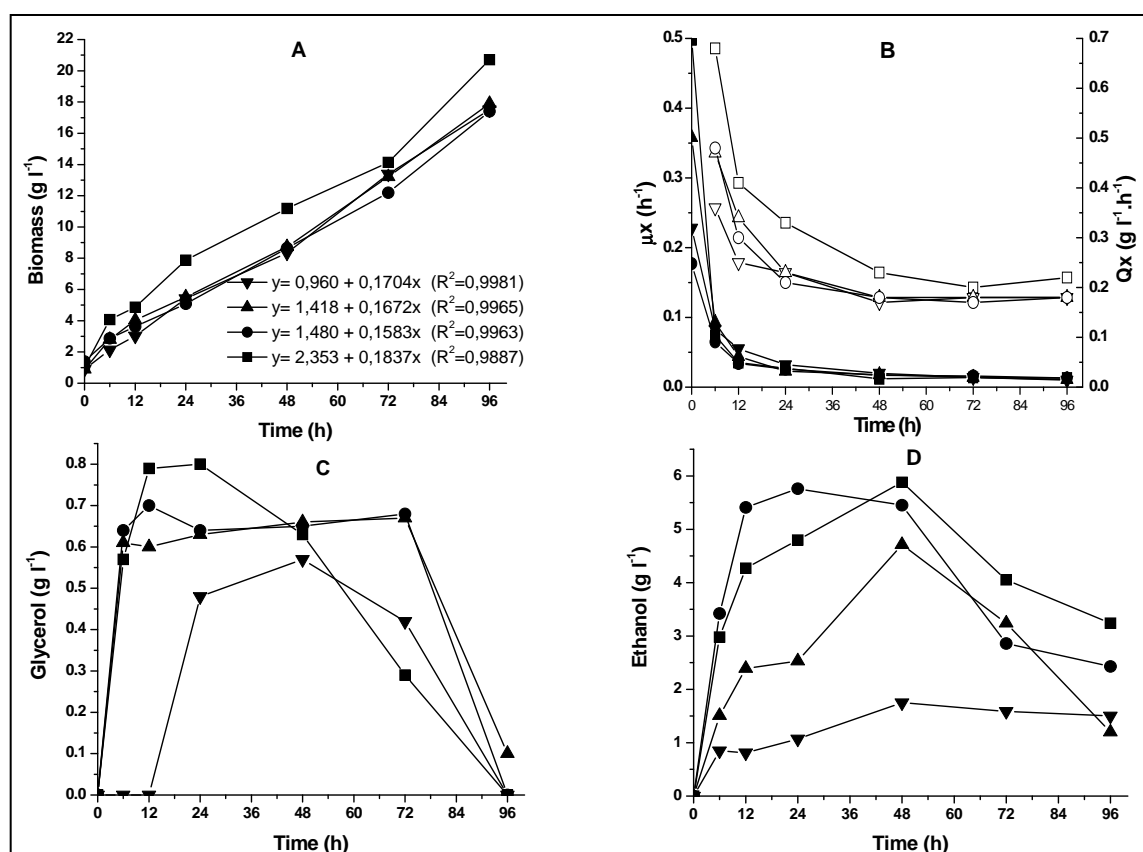 A
22
20
18
16
14
12
10
8
6
4
2
0
Biomass (g l⁻¹)
▼ y= 0,960 + 0,1704x (R²=0,9981)
▲ y= 1,418 + 0,1672x (R²=0,9965)
● y= 1,480 + 0,1583x (R²=0,9963)
■ y= 2,353 + 0,1837x (R²=0,9887)
0 12 24 36 48 60 72 84 96
Time (h)
B
0.5
0.4
0.3
0.2
0.1
0.0
μx (h⁻¹)
0.7
0.6
0.5
0.4
0.3
0.2
0.1
0.0
Qx (g l⁻¹.h⁻¹)
0 12 24 36 48 60 72 84 96
Time (h)
C
0.8
0.7
0.6
0.5
0.4
0.3
0.2
0.1
0.0
Glycerol (g l⁻¹)
0 12 24 36 48 60 72 84 96
Time (h)
D
6
5
4
3
2
1
0
Ethanol (g l⁻¹)
0 12 24 36 48 60 72 84 96
Time (h)